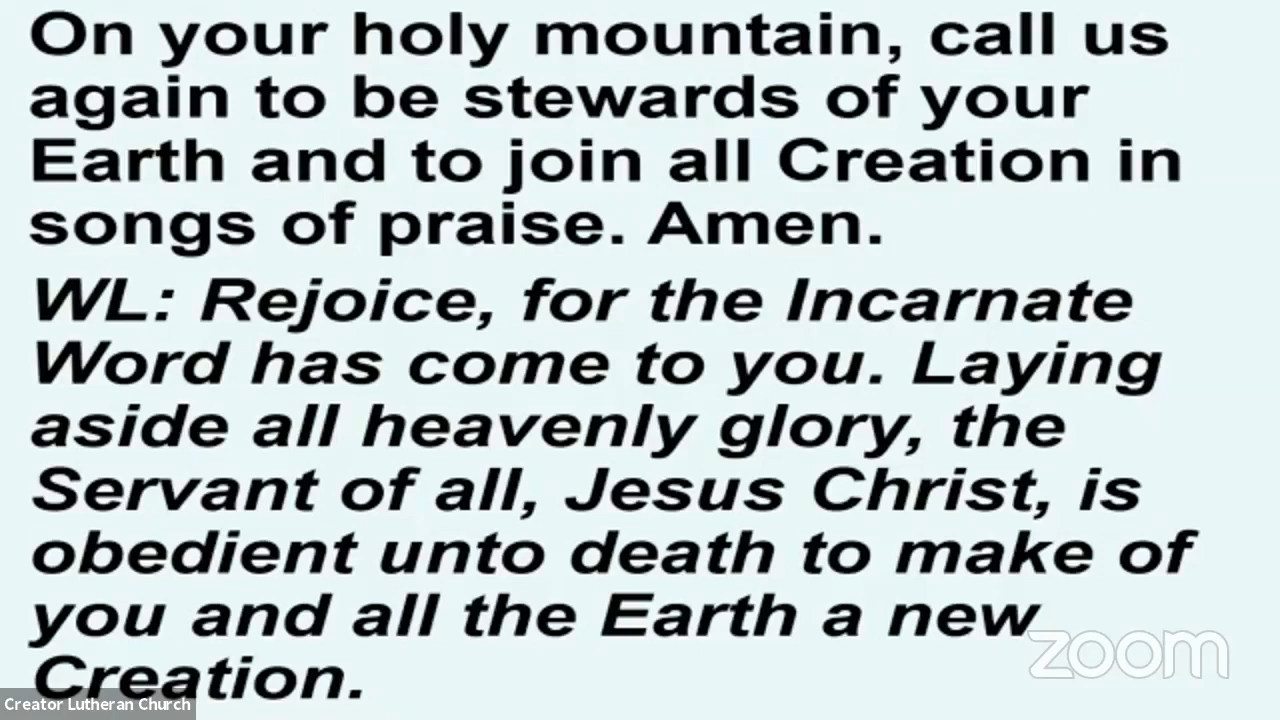 On your holy mountain, call us
again to be stewards of your
Earth and to join all Creation in
songs of praise. Amen.
WL: Rejoice, for the Incarnate
Word has come to you. Laying
aside all heavenly glory, the
Servant of all, Jesus Christ, is
obedient unto death to make of
you and all the Earth a new
Creation.
zoom
Creator Lutheran Church